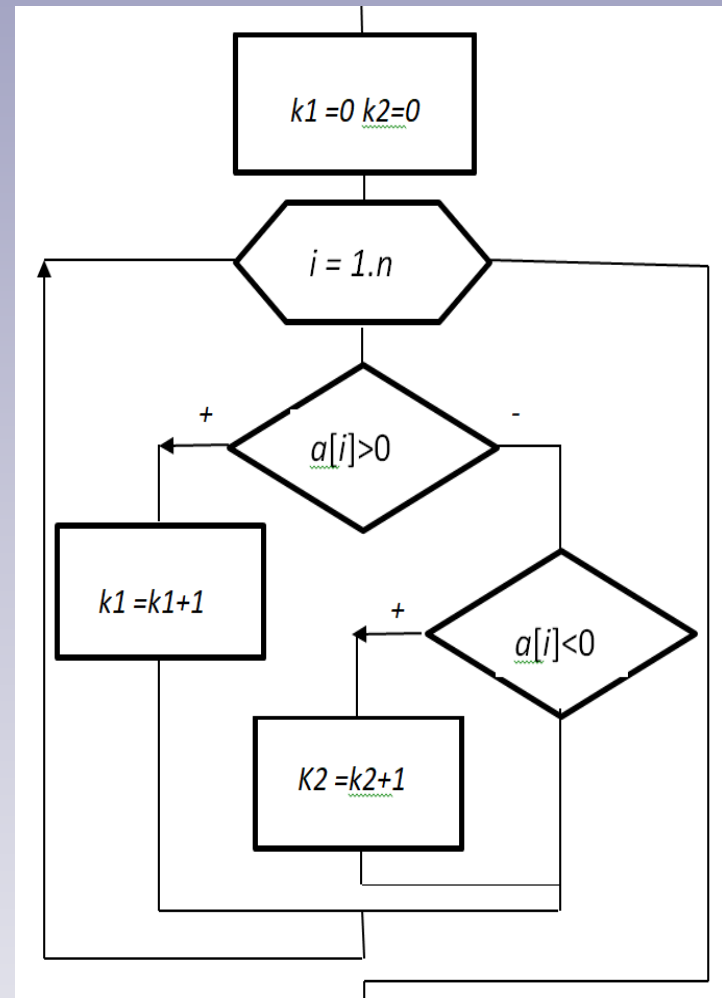 k1 =0 k2=0
i = 1.n
+ -
a[i]>0
k1 =k1+1
+
a[i]<0
K2 =k2+1